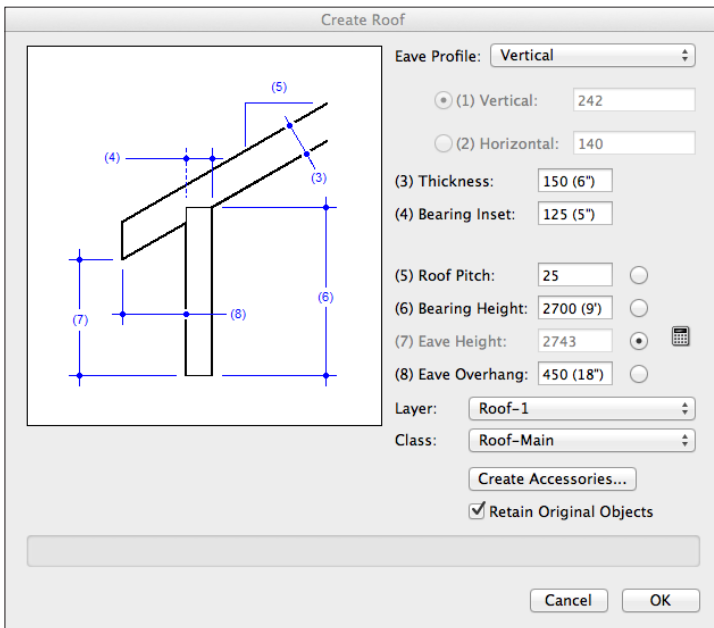 Create Roof
Eave Profile: Vertical
(1) Vertical: 242
(2) Horizontal: 140
(3) Thickness: 150 (6")
(4) Bearing Inset: 125 (5")
(5) Roof Pitch: 25
(6) Bearing Height: 2700 (9')
(7) Eave Height: 2743
(8) Eave Overhang: 450 (18")
Layer: Roof-1
Class: Roof-Main
Create Accessories...
Retain Original Objects
Cancel OK
(5)
(4)
(3)
(6)
(8)
(7)